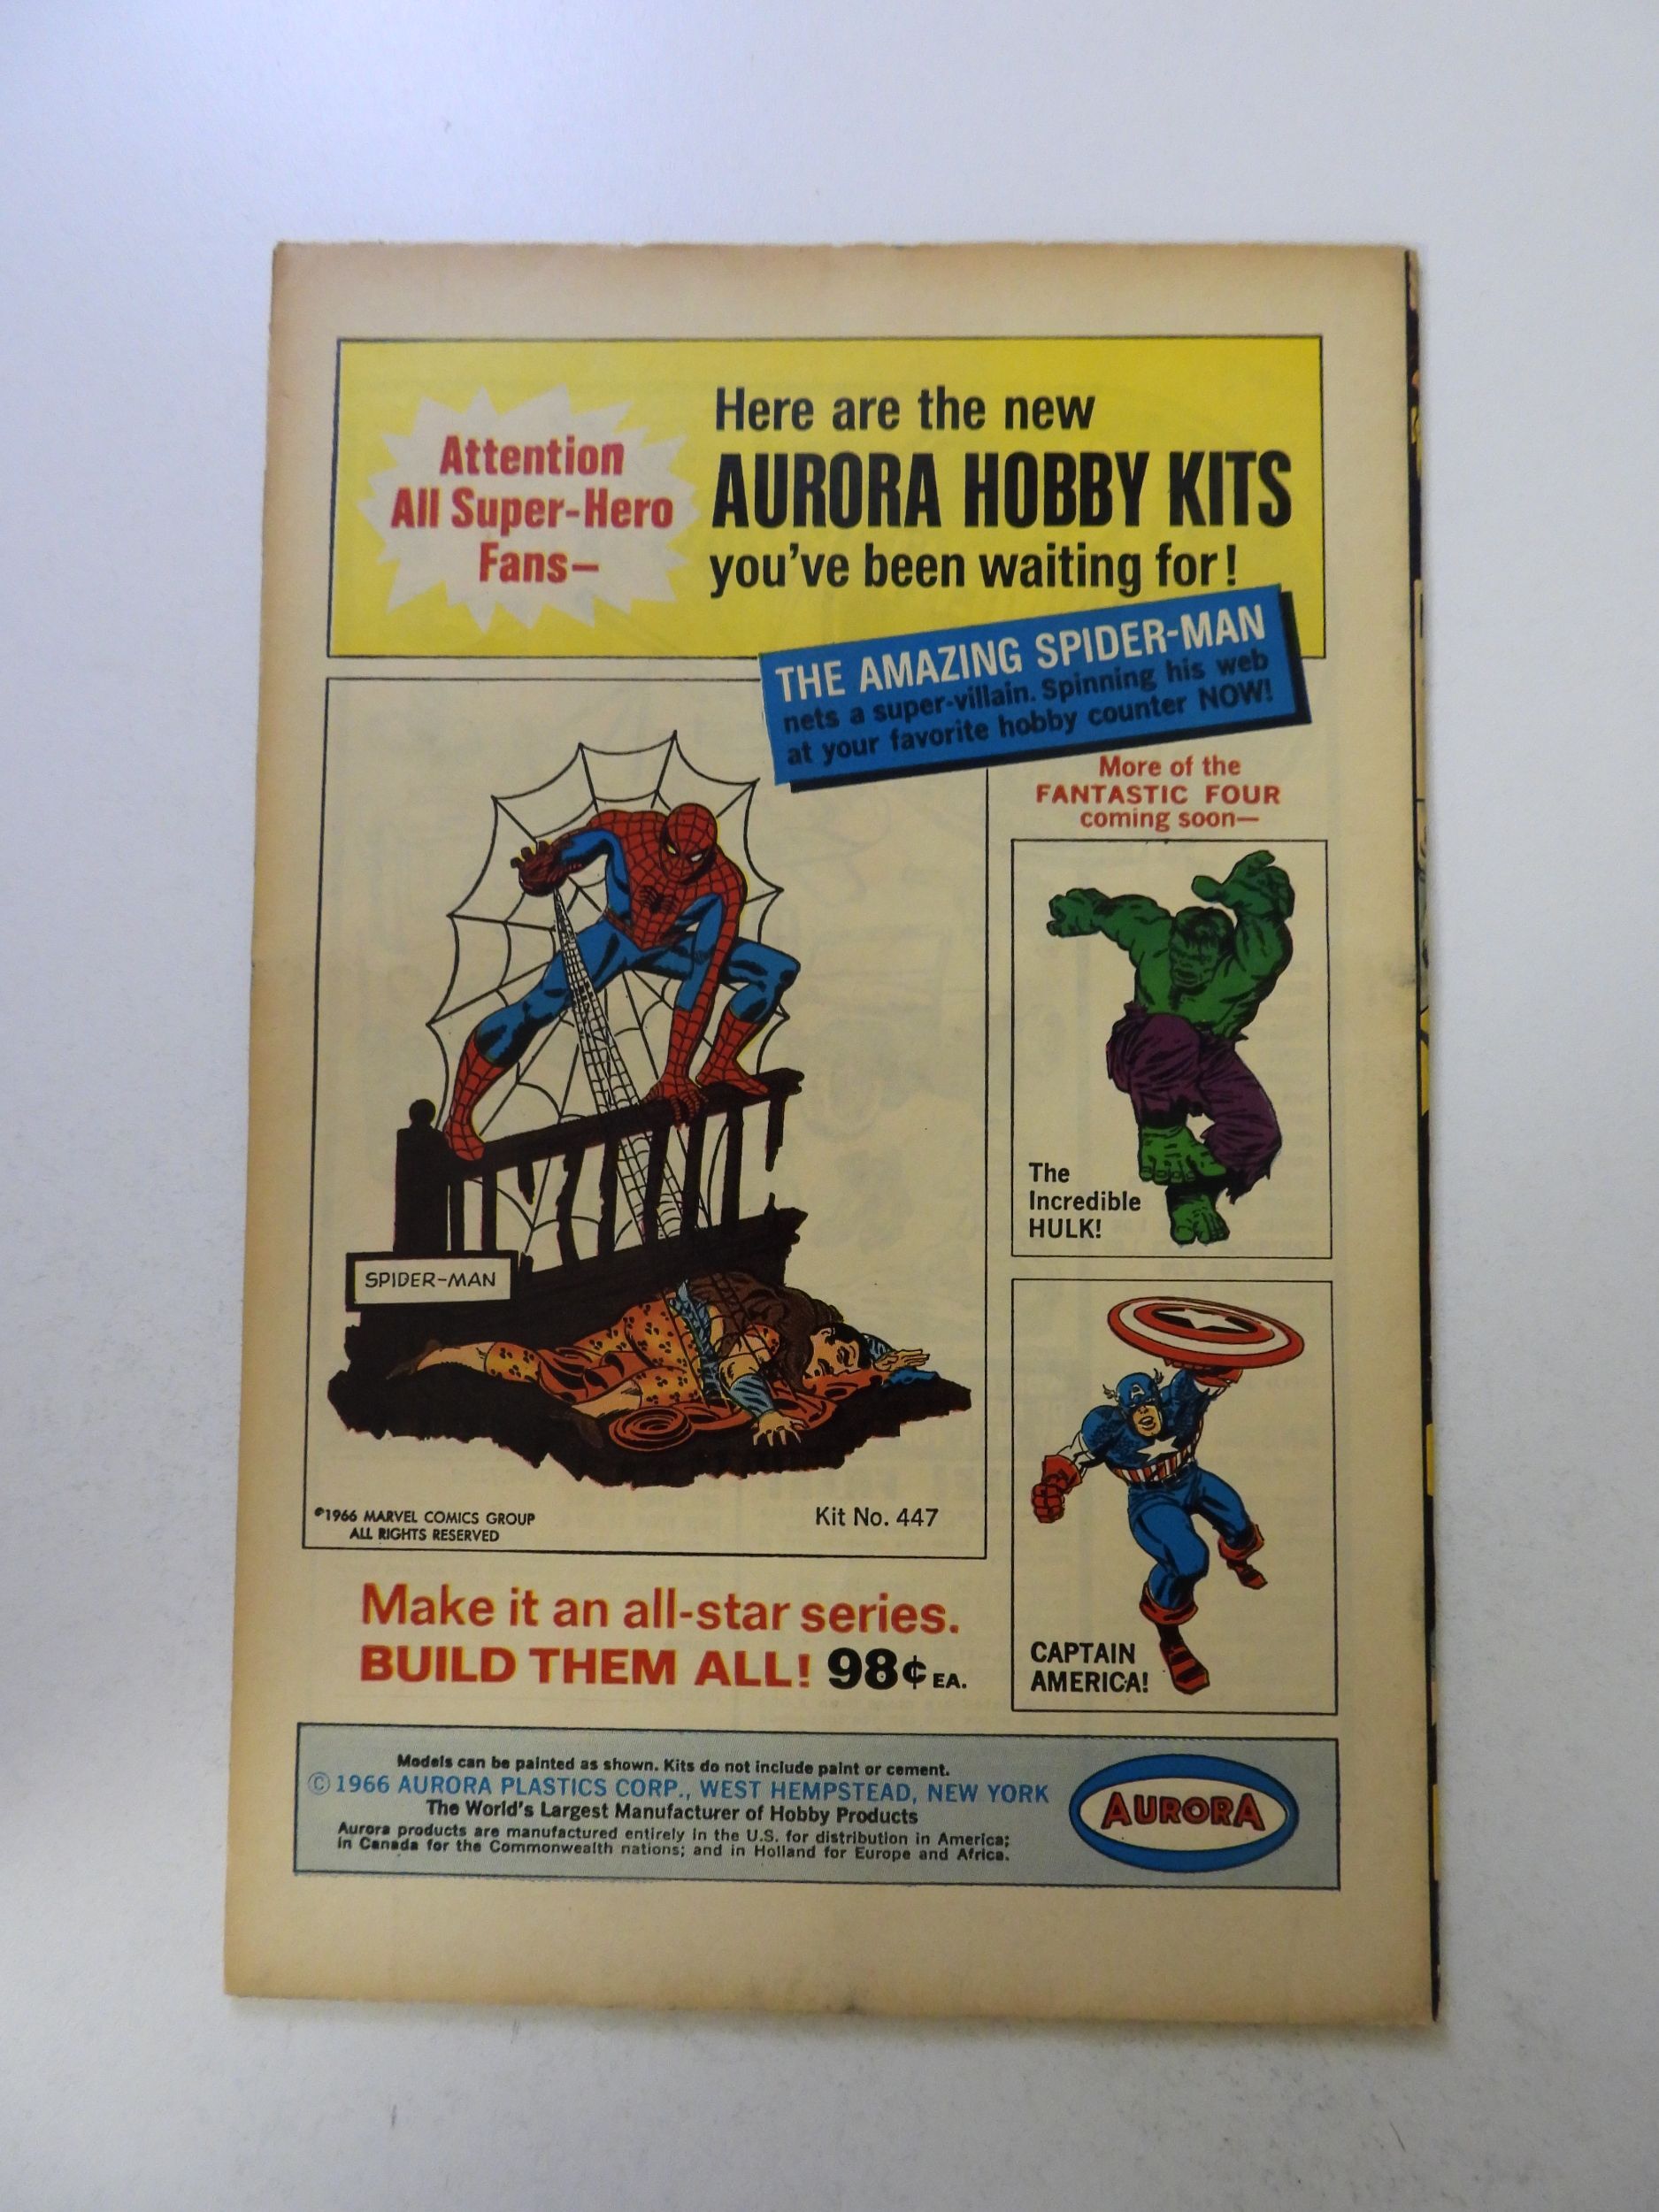 Attention
All Super-Hero
Fans—
Here are the new
AURORA HOBBY KITS
you've been waiting for!
THE AMAZING SPIDER-MAN
nets a super-villain. Spinning his web
at your favorite hobby counter NOW!
More of the
FANTASTIC FOUR
coming soon—
The
Incredible
HULK!
SPIDER-MAN
©1966 MARVEL COMICS GROUP
ALL RIGHTS RESERVED
Kit No. 447
CAPTAIN
AMERICA!
Make it an all-star series.
BUILD THEM ALL! 98¢ EA.
Models can be painted as shown. Kits do not include paint or cement.
© 1966 AURORA PLASTICS CORP., WEST HEMPSTEAD, NEW YORK
The World's Largest Manufacturer of Hobby Products
Aurora products are manufactured entirely in the U.S. for distribution in America;
in Canada for the Commonwealth nations; and in Holland for Europe and Africa.
AURORA